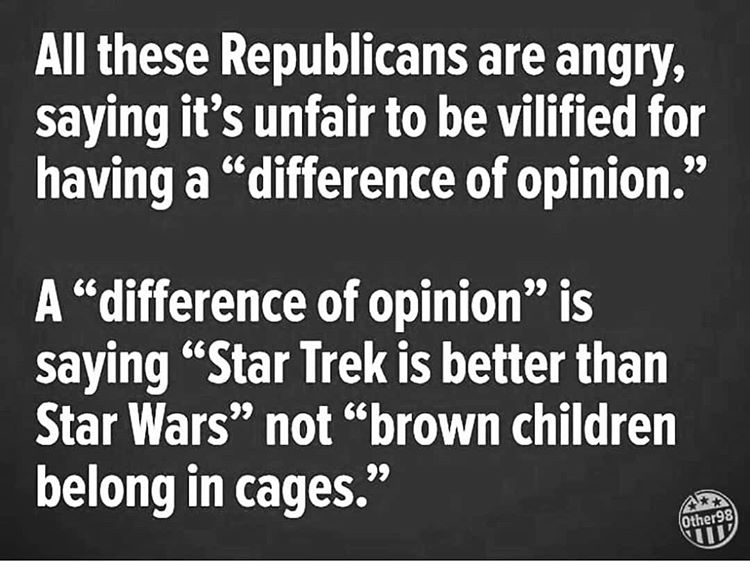 All these Republicans are angry,
saying it’s unfair to be vilified for
having a “difference of opinion.”
A “difference of opinion” is
saying “Star Trek is better than
Star Wars” not “brown children
belong in cages.”
Other98